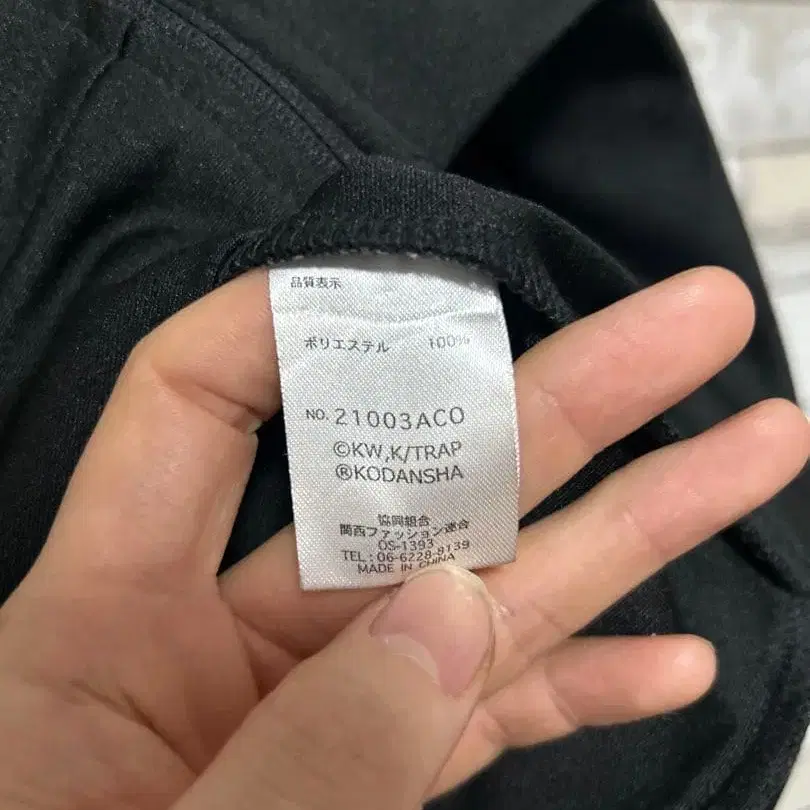 品質表示
ポリエステル 100%
NO. 21003ACO
©KW,K/TRAP
®KODANSHA
協同組合
関西ファッション連合
OS-1393
TEL:06-6228-8139
MADE IN CHINA